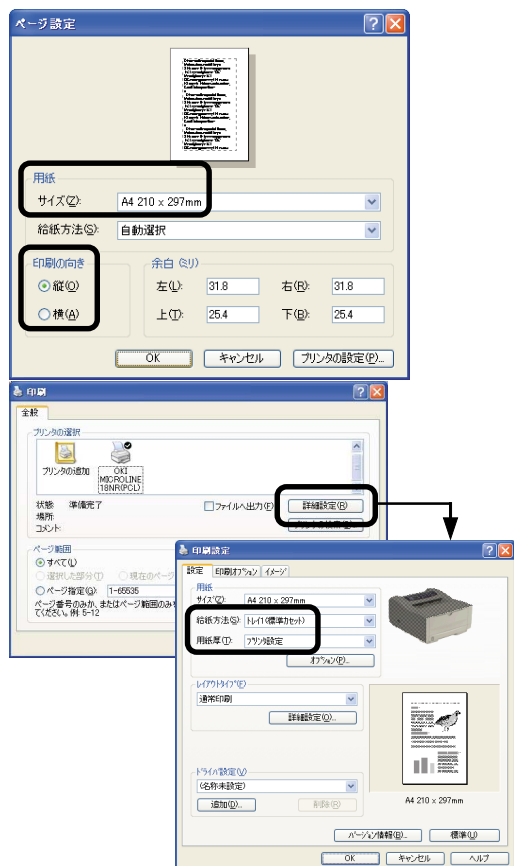 ページ設定
用紙
サイズ(Z): A4 210 x 297mm
給紙方法(S): 自動選択
印刷の向き
縦(O)
横(A)
余白 (ミリ)
左(L): 31.8 右(R): 31.8
上(T): 25.4 下(B): 25.4
OK キャンセル プリンタの設定(P)...
印刷
全般
プリンタの選択
プリンタの追加
OKI
MICROLINE
18NR(PCL)
状態: 準備完了
場所:
コメント:
ファイルへ出力(F) 詳細設定(R)
ページ範囲
すべて(L)
選択した部分(T) 現在のページ
ページ指定(G): 1-65535
ページ番号のみか、またはページ範囲のみを
てください。例: 5-12
印刷設定
設定 印刷オプション イメージ
用紙
サイズ(Z): A4 210 x 297mm
給紙方法(S): トレイ1(標準カセット)
用紙厚(T): プリンタ設定
オプション(P)...
レイアウトタイプ(E)
通常印刷
詳細設定(O)...
ドライバ設定(V)
(名称未設定)
追加(D)... 削除(R)
A4 210 x 297mm
バージョン情報(B)... 標準(U)
OK キャンセル ヘルプ